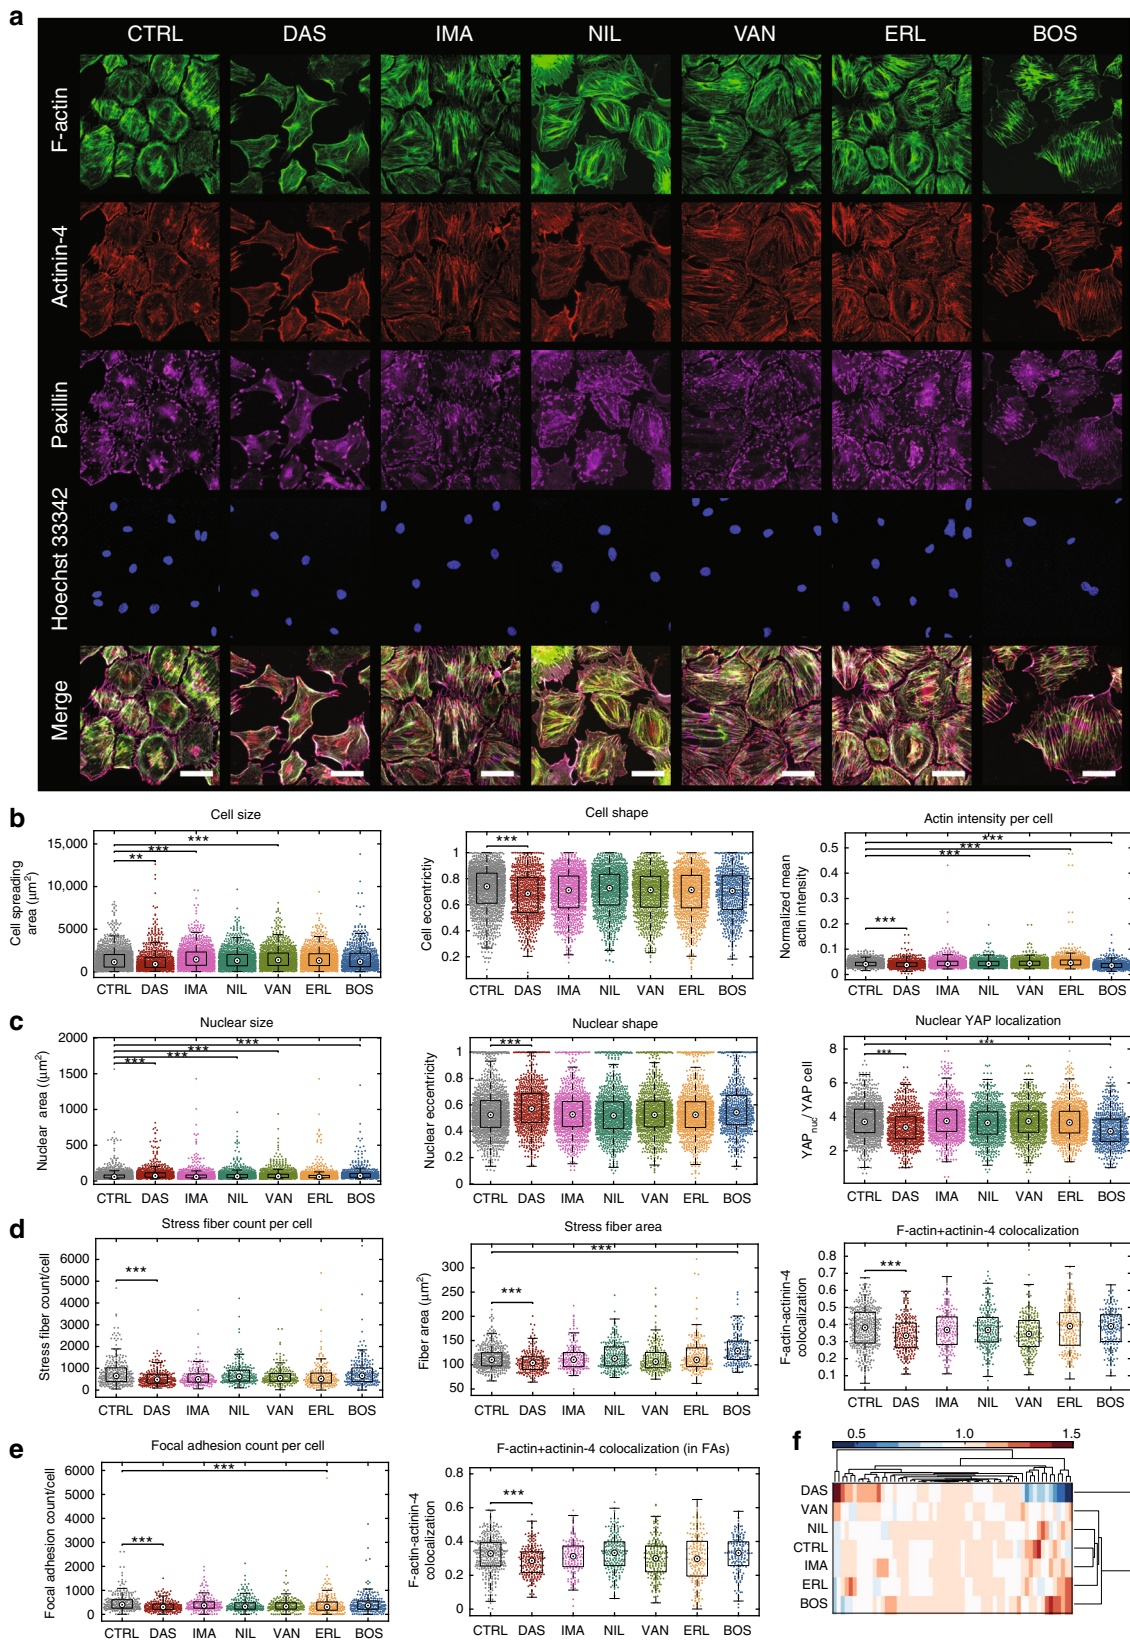 a
CTRL DAS IMA NIL VAN ERL BOS
F-actin
Actinin-4
Paxillin
Hoechst 33342
Merge
b
Cell size
Cell spreading area (μm²)
15,000
10,000
5000
0
** *** ***
CTRL DAS IMA NIL VAN ERL BOS
Cell shape
Cell eccentricity
1
0.8
0.6
0.4
0.2
***
CTRL DAS IMA NIL VAN ERL BOS
Actin intensity per cell
Normalized mean actin intensity
0.5
0.4
0.3
0.2
0.1
0
*** *** *** ***
CTRL DAS IMA NIL VAN ERL BOS
c
Nuclear size
Nuclear area ((μm²)
2000
1500
1000
500
0
*** *** *** ***
CTRL DAS IMA NIL VAN ERL BOS
Nuclear shape
Nuclear eccentricity
1
0.8
0.6
0.4
0.2
0
***
CTRL DAS IMA NIL VAN ERL BOS
Nuclear YAP localization
YAPnuc/YAP cell
8
6
4
2
*** ***
CTRL DAS IMA NIL VAN ERL BOS
d
Stress fiber count per cell
Stress fiber count/cell
6000
5000
4000
3000
2000
1000
0
***
CTRL DAS IMA NIL VAN ERL BOS
Stress fiber area
Fiber area (μm²)
300
250
200
150
100
50
*** ***
CTRL DAS IMA NIL VAN ERL BOS
F-actin+actinin-4 colocalization
F-actin-actinin-4 colocalization
0.8
0.7
0.6
0.5
0.4
0.3
0.2
0.1
***
CTRL DAS IMA NIL VAN ERL BOS
e
Focal adhesion count per cell
Focal adhesion count/cell
6000
5000
4000
3000
2000
1000
0
*** ***
CTRL DAS IMA NIL VAN ERL BOS
F-actin+actinin-4 colocalization (in FAs)
F-actin-actinin-4 colocalization
0.8
0.6
0.4
0.2
0
***
CTRL DAS IMA NIL VAN ERL BOS
f
0.5 1.0 1.5
DAS
VAN
NIL
CTRL
IMA
ERL
BOS